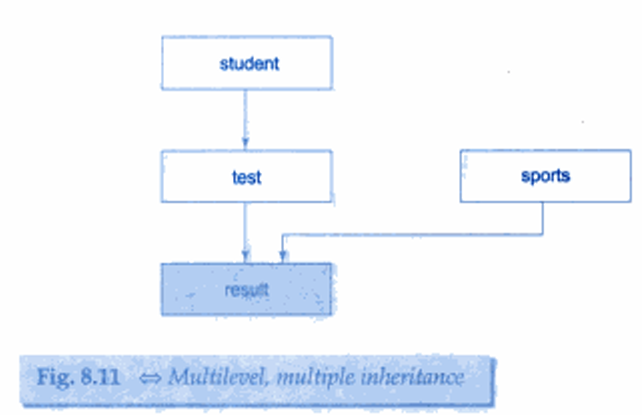 student
test
sports
result
Fig. 8.11 ⇔ Multilevel, multiple inheritance